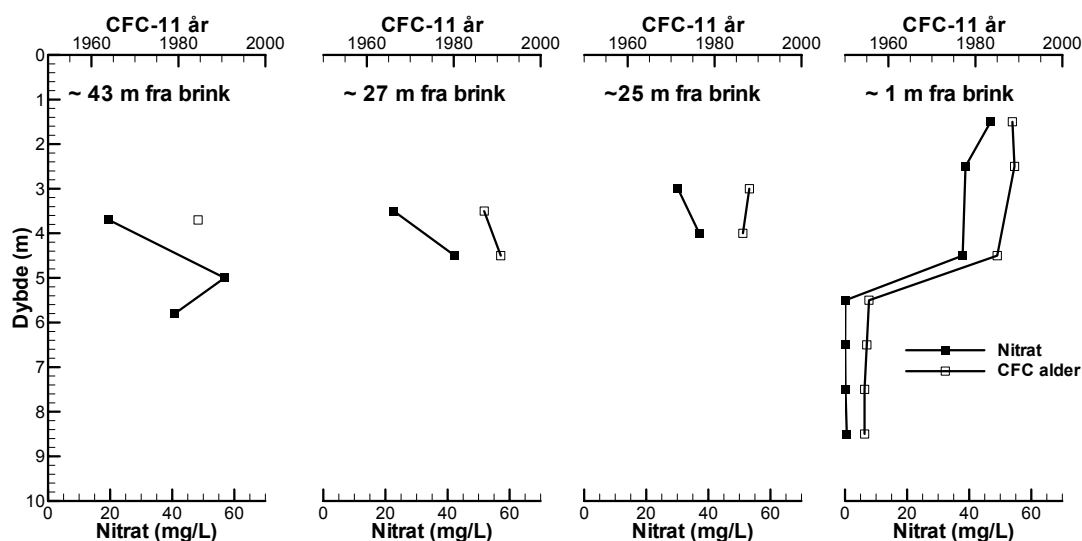 CFC-11 år CFC-11 år CFC-11 år CFC-11 år
1960 1980 2000 1960 1980 2000 1960 1980 2000 1960 1980 2000
0
~ 43 m fra brink ~ 27 m fra brink ~25 m fra brink ~ 1 m fra brink
1
2
3
4
5
6
7
8
9
10
Dybde (m)
Nitrat
CFC alder
0 20 40 60 0 20 40 60 0 20 40 60 0 20 40 60
Nitrat (mg/L) Nitrat (mg/L) Nitrat (mg/L) Nitrat (mg/L)